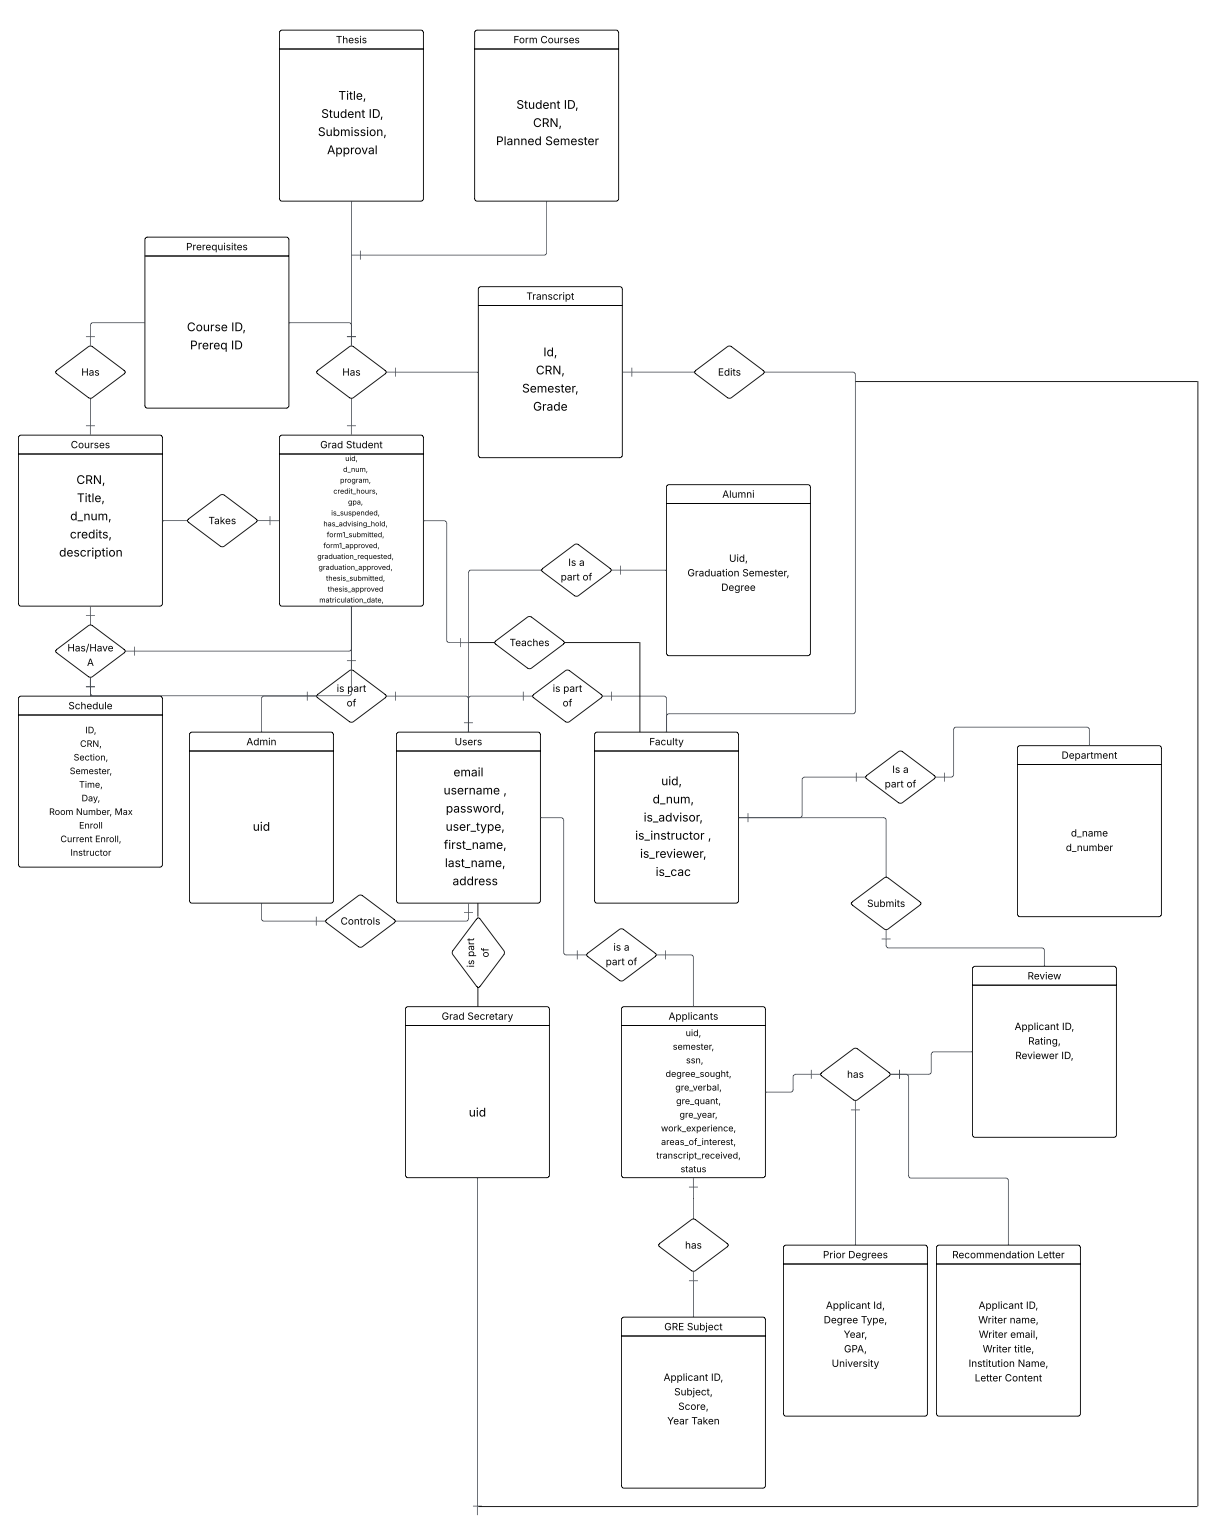 Thesis
Title,
Student ID,
Submission,
Approval
Form Courses
Student ID,
CRN,
Planned Semester
Prerequisites
Course ID,
Prereq ID
Transcript
Id,
CRN,
Semester,
Grade
Has
Has
Edits
Courses
CRN,
Title,
d_num,
credits,
description
Takes
Grad Student
uid,
d_num,
program,
credit_hours,
gpa,
is_suspended,
has_advising_hold,
form1_submitted,
form1_approved,
graduation_requested,
graduation_approved,
thesis_submitted,
thesis_approved
matriculation_date,
Alumni
Uid,
Graduation Semester,
Degree
Is a
part of
Teaches
Has/Have
A
is part
of
is part
of
Schedule
ID,
CRN,
Section,
Semester,
Time,
Day,
Room Number, Max
Enroll
Current Enroll,
Instructor
Admin
uid
Users
email
username ,
password,
user_type,
first_name,
last_name,
address
Faculty
uid,
d_num,
is_advisor,
is_instructor ,
is_reviewer,
is_cac
Is a
part of
Department
d_name
d_number
Controls
is part
of
is a
part of
Submits
Grad Secretary
uid
Applicants
uid,
semester,
ssn,
degree_sought,
gre_verbal,
gre_quant,
gre_year,
work_experience,
areas_of_interest,
transcript_received,
status
has
Review
Applicant ID,
Rating,
Reviewer ID,
has
GRE Subject
Applicant ID,
Subject,
Score,
Year Taken
Prior Degrees
Applicant Id,
Degree Type,
Year,
GPA,
University
Recommendation Letter
Applicant ID,
Writer name,
Writer email,
Writer title,
Institution Name,
Letter Content